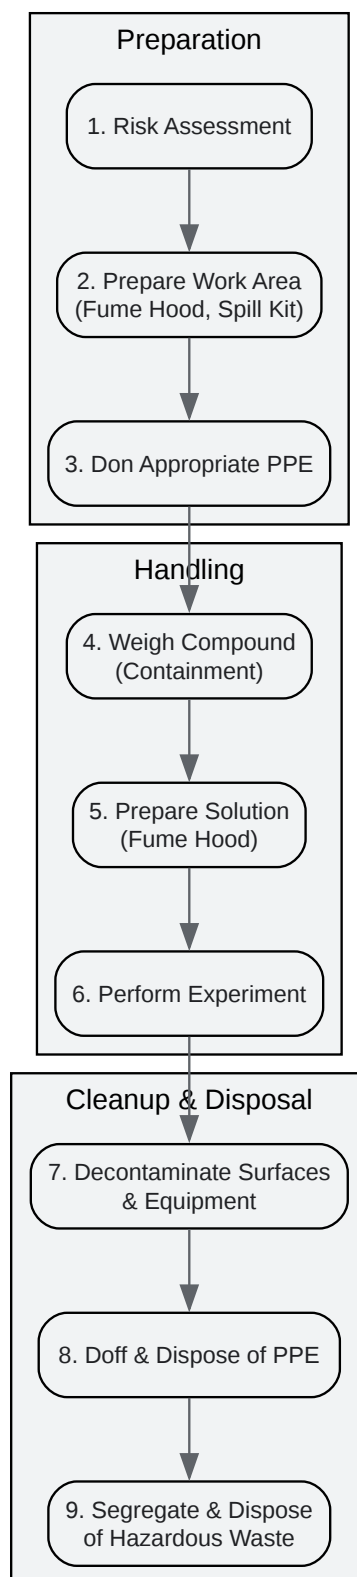 Preparation
1. Risk Assessment
2. Prepare Work Area
(Fume Hood, Spill Kit)
3. Don Appropriate PPE
Handling
4. Weigh Compound
(Containment)
5. Prepare Solution
(Fume Hood)
6. Perform Experiment
Cleanup & Disposal
7. Decontaminate Surfaces
& Equipment
8. Doff & Dispose of PPE
9. Segregate & Dispose
of Hazardous Waste